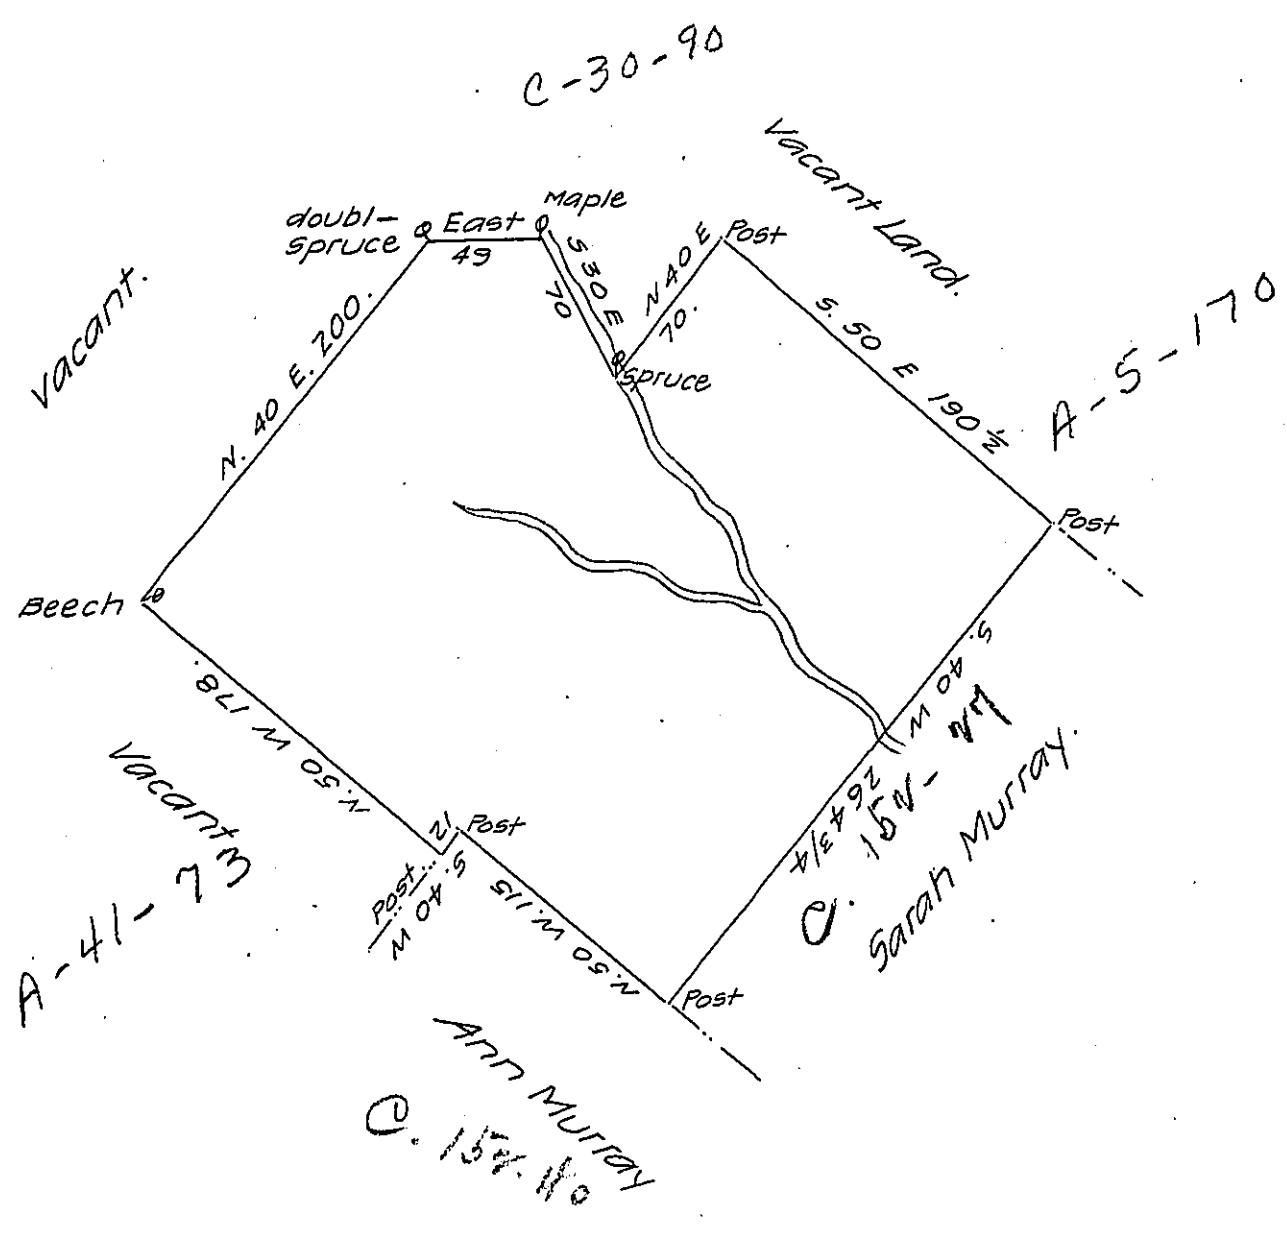 C-30-90
Vacant Land.
Maple
doubl-
spruce
East
49
S 30 E
70
N 40 E
70.
Post
Spruce
S. 50 E 190 ½
A-5-170
vacant.
N. 40 E. 200.
Post
Beech
S. 40 W
264 3/4
Sarah Murray.
N. 50 W 178.
Vacant
A-41-73
12
Post
Post
S. 40 W
N. 50 W. 115
Post
Ann Murray